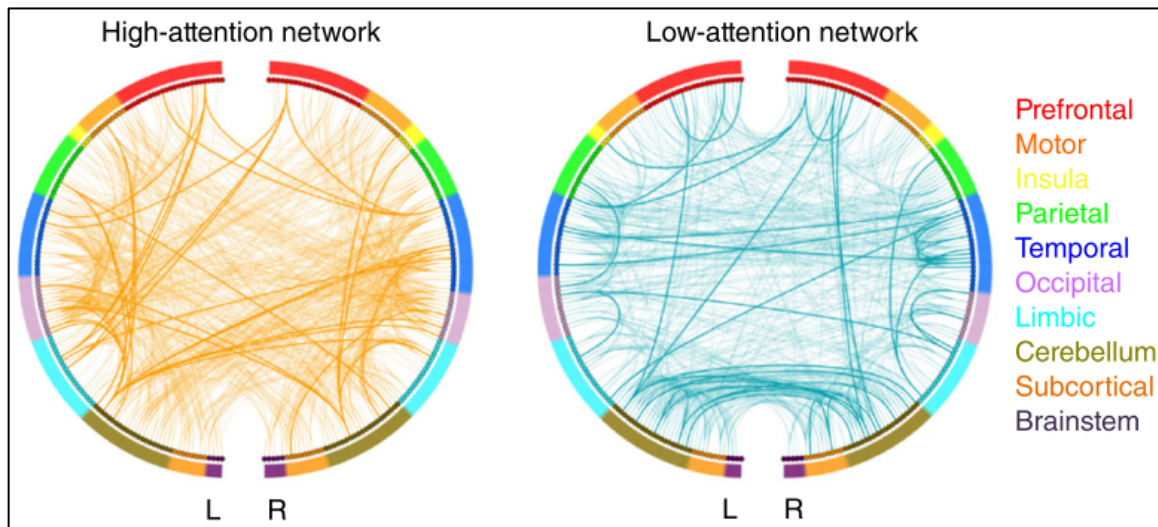 High-attention network
Low-attention network
Prefrontal
Motor
Insula
Parietal
Temporal
Occipital
Limbic
Cerebellum
Subcortical
Brainstem
L R
L R